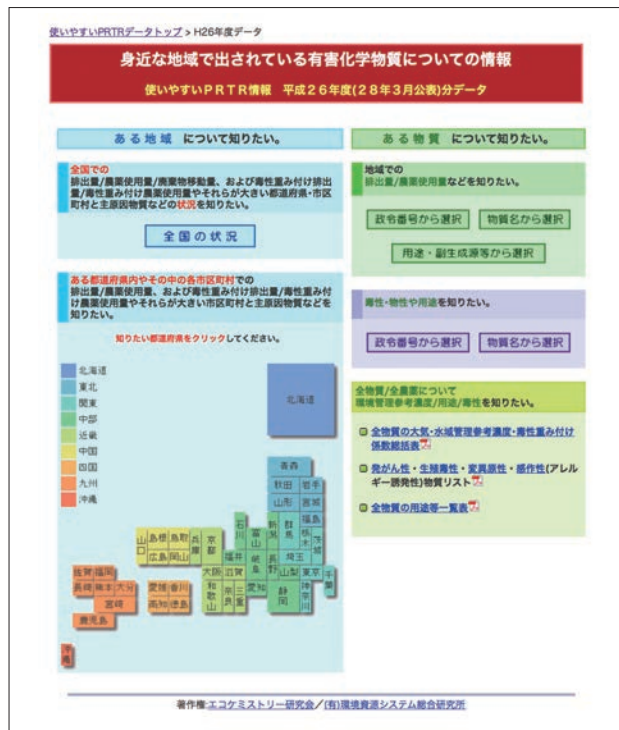 使いやすいPRTRデータトップ > H26年度データ
身近な地域で出されている有害化学物質についての情報
使いやすいPRTR情報 平成26年度(28年3月公表)分データ
ある地域 について知りたい。
全国での
排出量/農薬使用量/廃棄物移動量、および毒性重み付け排出
量/毒性重み付け農薬使用量やそれらが大きい都道府県・市区
町村と主原因物質などの状況を知りたい。
全国の状況
ある都道府県内やその中の各市区町村での
排出量/農薬使用量、および毒性重み付け排出量/毒性重み付
け農薬使用量やそれらが大きい市区町村と主原因物質などを
知りたい。
知りたい都道府県をクリックしてください。
北海道
東北
関東
中部
近畿
中国
四国
九州
沖縄
北海道
青森
秋田 岩手
山形 宮城
石川 富山 新潟 群馬 福島 栃木 茨城
山口 島根 鳥取 兵庫 京都 福井 岐阜 長野 埼玉
広島 岡山 大阪 滋賀 山梨 東京 千葉
佐賀 福岡 愛媛 香川 和歌山 奈良 三重 愛知 静岡 神奈川
長崎 熊本 大分 高知 徳島
宮崎
鹿児島
沖縄
ある物質 について知りたい。
地域での
排出量/農薬使用量などを知りたい。
政令番号から選択 物質名から選択
用途・副生成源等から選択
毒性・物性や用途を知りたい。
政令番号から選択 物質名から選択
全物質/全農薬について
環境管理参考濃度/用途/毒性を知りたい。
全物質の大気・水域管理参考濃度・毒性重み付け
係数総括表
発がん性・生殖毒性・変異原性・感作性(アレル
ギー誘発性)物質リスト
全物質の用途等一覧表
著作権:エコケミストリー研究会/(有)環境資源システム総合研究所